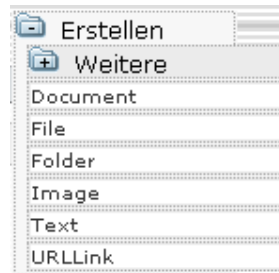 Erstellen
Weitere
Document
File
Folder
Image
Text
URLLink